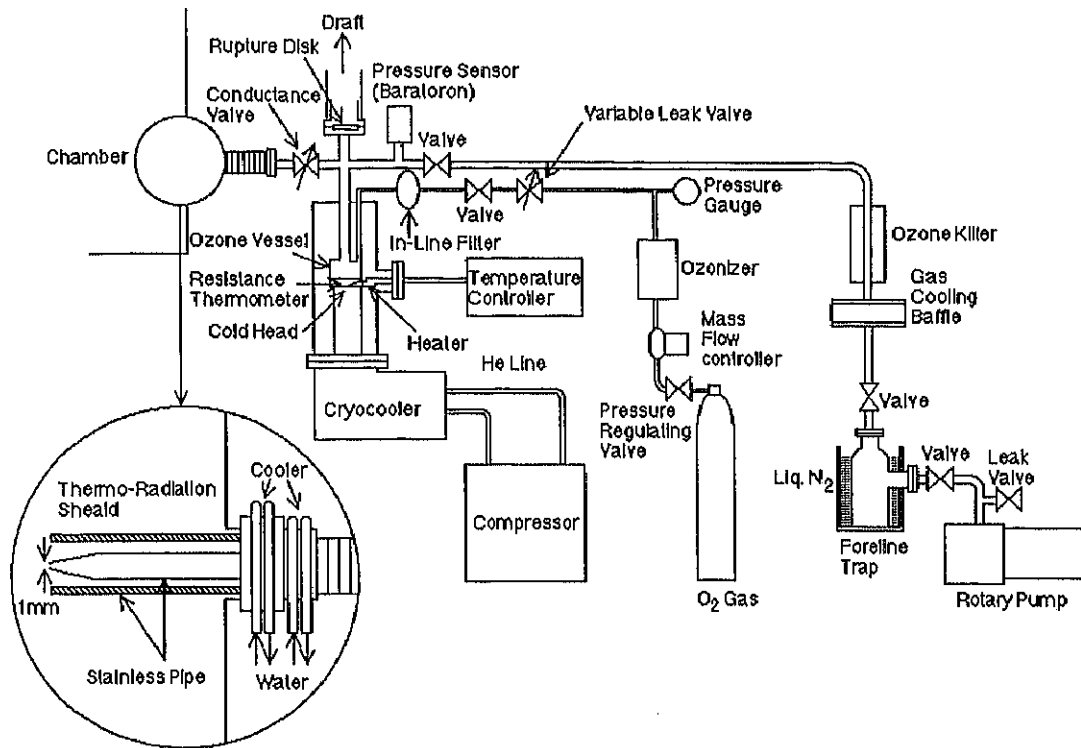 Draft
Rupture Disk
Pressure Sensor
(Baratoron)
Conductance
Valve
Valve
Variable Leak Valve
Chamber
Pressure
Gauge
Valve
In-Line Filter
Ozone Vessel
Ozone Killer
Ozonizer
Resistance
Thermometer
Temperature
Controller
Gas
Cooling
Baffle
Cold Head
Heater
Mass
Flow
controller
He Line
Cryocooler
Valve
Pressure
Regulating
Valve
Cooler
Thermo-Radiation
Sheald
Liq. N2
Valve
Leak
Valve
Compressor
Foreline
Trap
1mm
O2 Gas
Rotary Pump
Stainless Pipe
Water